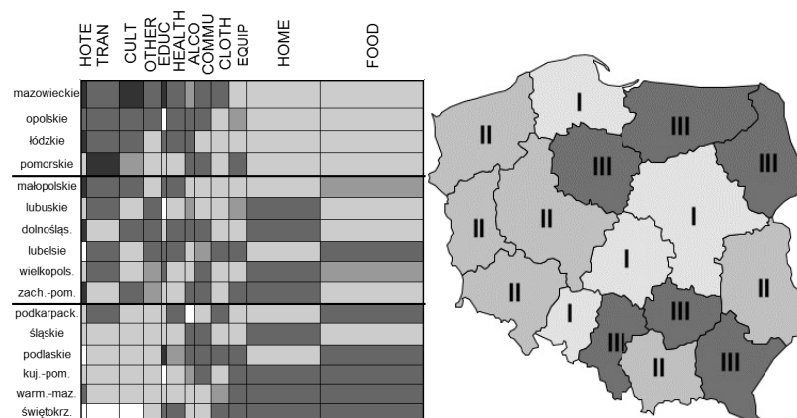 HOTE
TRAN
CULT
OTHER
EDUC
HEALTH
ALCO
COMMU
CLOTH
EQUIP
HOME
FOOD
mazowieckie
opolskie
łódzkie
pomcrskie
małopolskie
lubuskie
dolnośląs.
lubelsie
wielkopols.
zach.-pom.
podkarpack.
śląskie
podlaskie
kuj.-pom.
warm.-maz.
świętokrz.
I
II
III
III
III
II
II
I
I
II
II
I
III
III
II
III